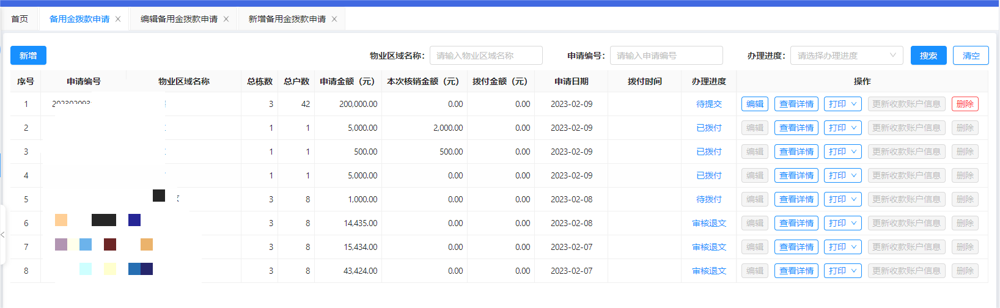 首页 备用金拨款申请 × 编辑备用金拨款申请 × 新增备用金拨款申请 ×
新增 物业区域名称: 请输入物业区域名称 申请编号: 请输入申请编号 办理进度: 请选择办理进度 搜索 清空
序号 申请编号 物业区域名称 总栋数 总户数 申请金额（元） 本次核销金额（元） 拨付金额（元） 申请日期 拨付时间 办理进度 操作
1 3 42 200,000.00 0.00 0.00 2023-02-09 待提交 编辑 查看详情 打印 更新收款账户信息 删除
2 1 1 5,000.00 2,000.00 0.00 2023-02-09 已拨付 编辑 查看详情 打印 更新收款账户信息 删除
3 1 1 500.00 500.00 0.00 2023-02-09 已拨付 编辑 查看详情 打印 更新收款账户信息 删除
4 1 1 5,000.00 0.00 0.00 2023-02-09 已拨付 编辑 查看详情 打印 更新收款账户信息 删除
5 3 8 1,000.00 0.00 0.00 2023-02-08 待拨付 编辑 查看详情 打印 更新收款账户信息 删除
6 3 8 14,435.00 0.00 0.00 2023-02-08 审核退文 编辑 查看详情 打印 更新收款账户信息 删除
7 3 8 15,434.00 0.00 0.00 2023-02-07 审核退文 编辑 查看详情 打印 更新收款账户信息 删除
8 3 8 43,424.00 0.00 0.00 2023-02-07 审核退文 编辑 查看详情 打印 更新收款账户信息 删除